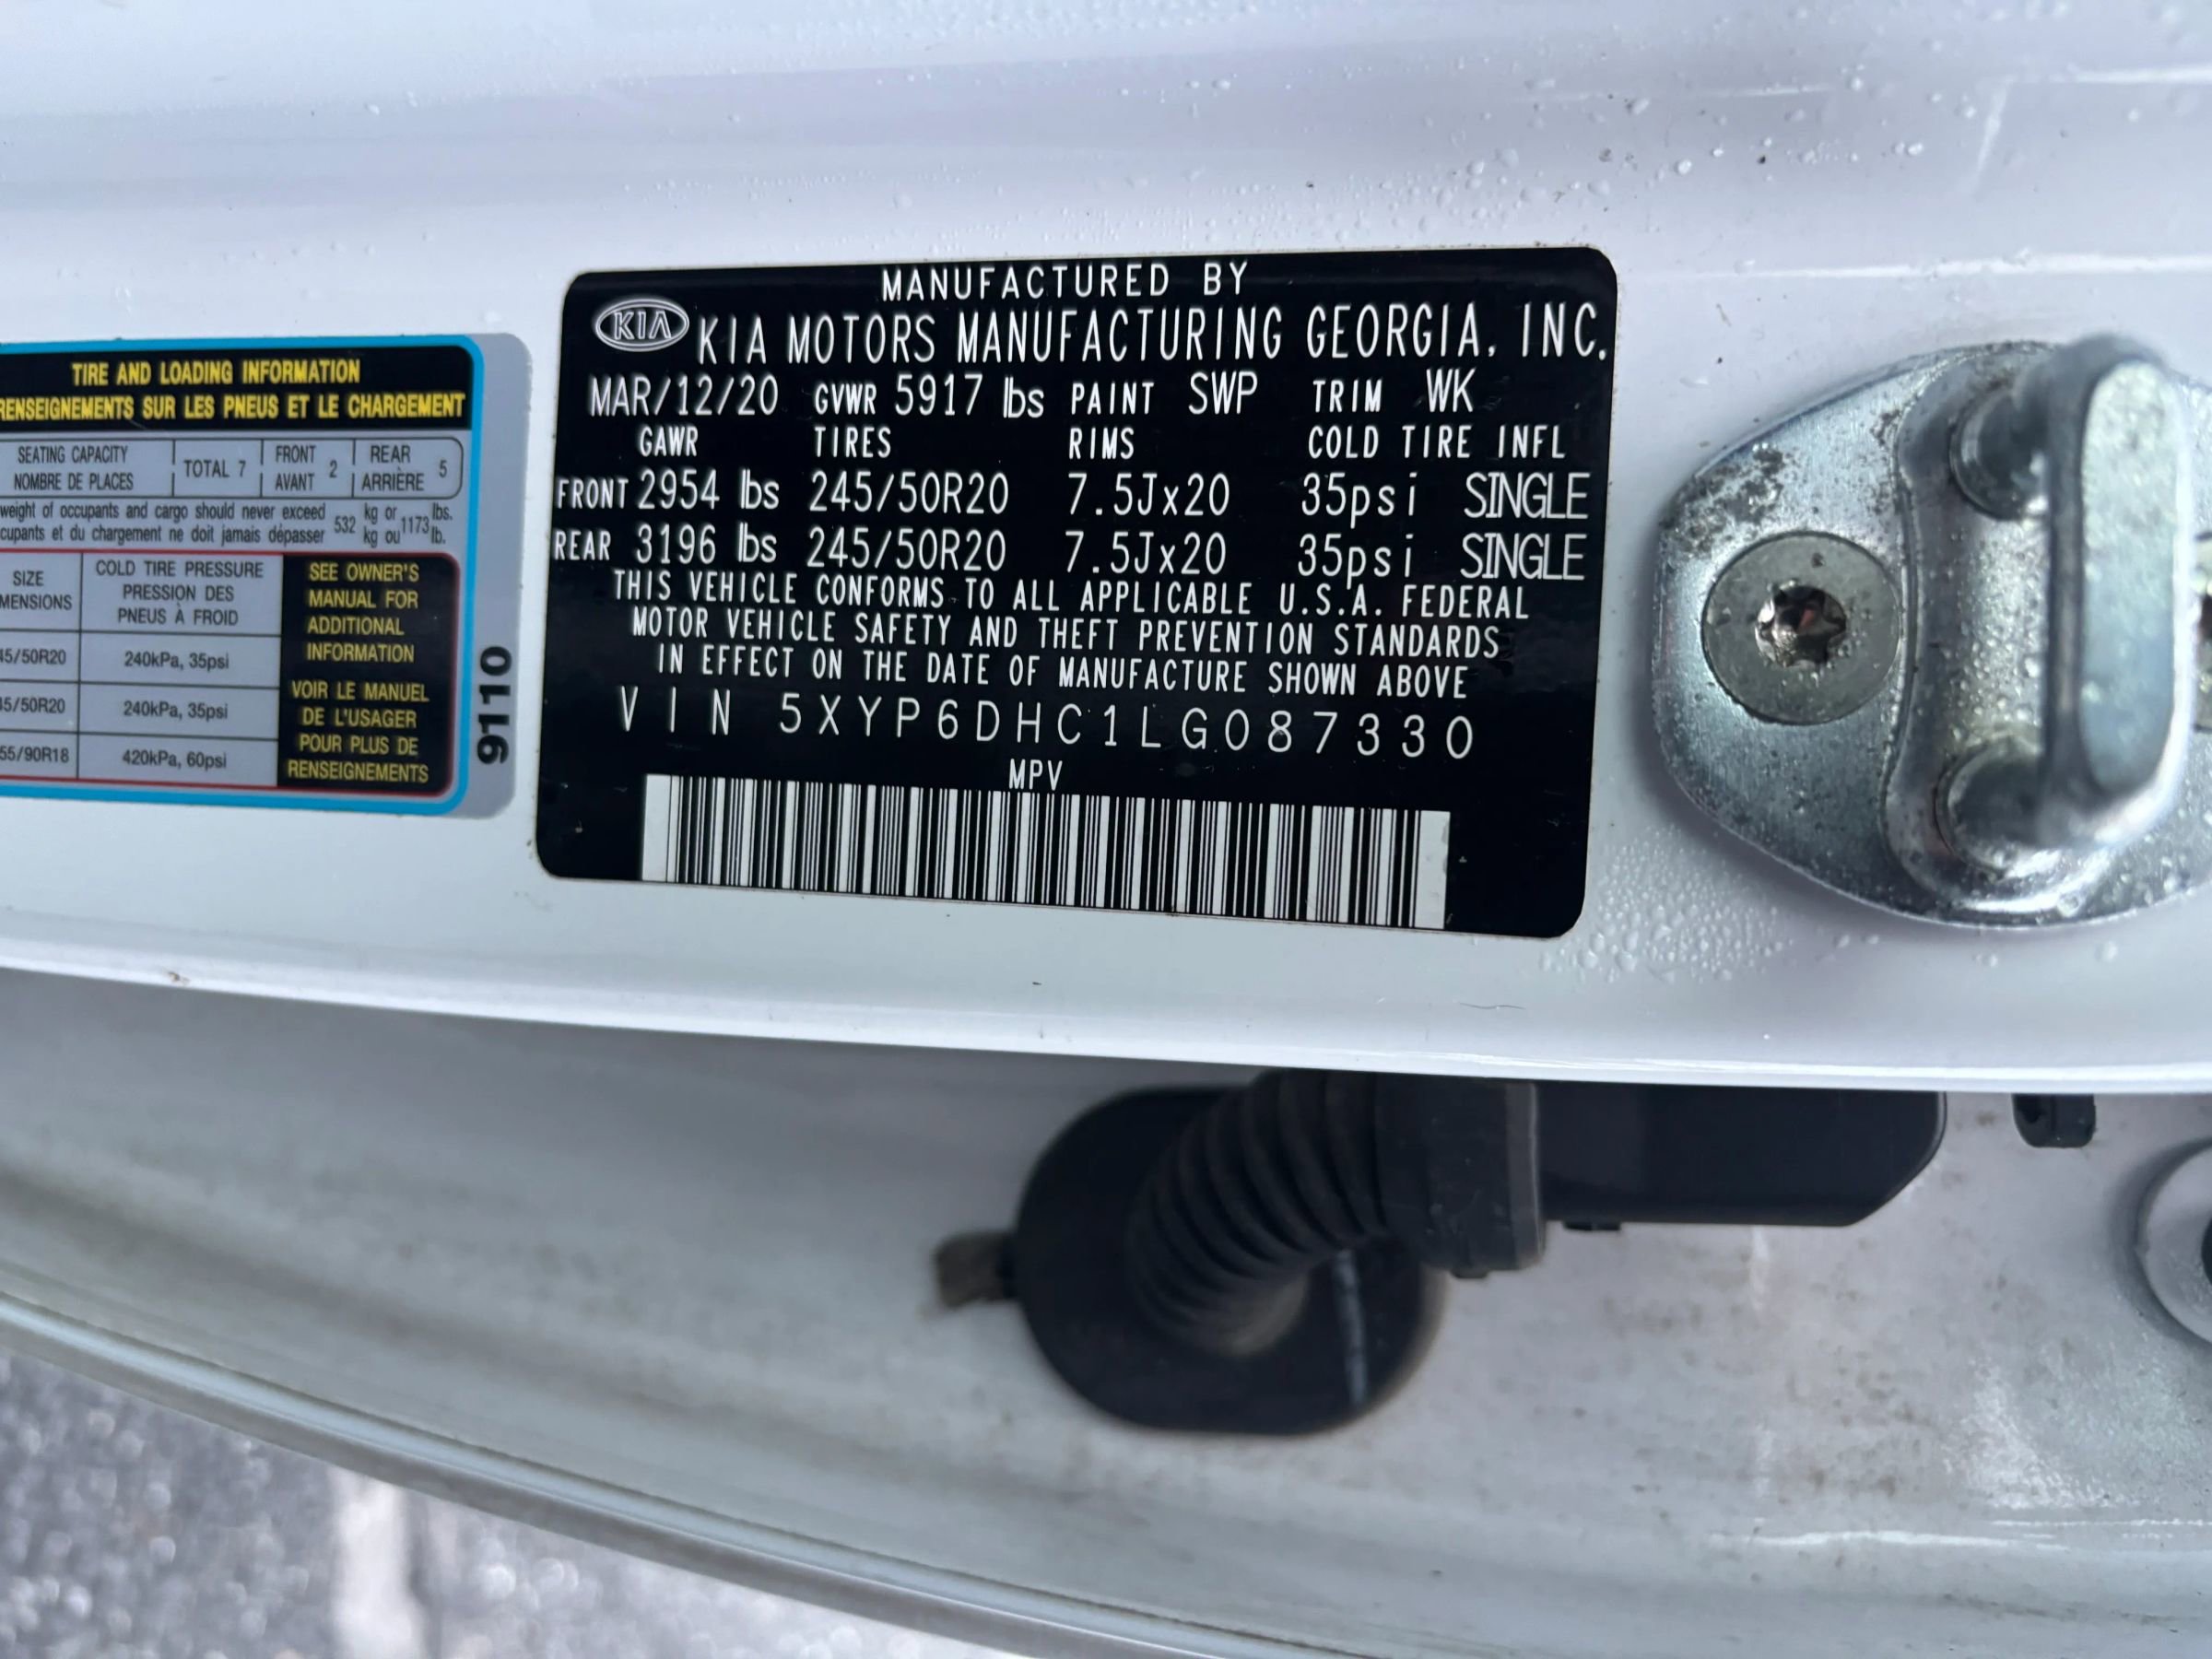 TIRE AND LOADING INFORMATION
RENSEIGNEMENTS SUR LES PNEUS ET LE CHARGEMENT
SEATING CAPACITY
NOMBRE DE PLACES
TOTAL 7
FRONT
AVANT
2
REAR
ARRIÈRE
5
weight of occupants and cargo should never exceed 532 kg or 1173 lbs.
cupants et du chargement ne doit jamais dépasser kg ou lb.
SIZE
MENSIONS
COLD TIRE PRESSURE
PRESSION DES
PNEUS À FROID
45/50R20 240kPa, 35psi
45/50R20 240kPa, 35psi
55/90R18 420kPa, 60psi
SEE OWNER'S
MANUAL FOR
ADDITIONAL
INFORMATION
VOIR LE MANUEL
DE L'USAGER
POUR PLUS DE
RENSEIGNEMENTS
9110
MANUFACTURED BY
KIA KIA MOTORS MANUFACTURING GEORGIA, INC.
MAR/12/20 GVWR 5917 lbs PAINT SWP TRIM WK
GAWR TIRES RIMS COLD TIRE INFL
FRONT 2954 lbs 245/50R20 7.5Jx20 35psi SINGLE
REAR 3196 lbs 245/50R20 7.5Jx20 35psi SINGLE
THIS VEHICLE CONFORMS TO ALL APPLICABLE U.S.A. FEDERAL
MOTOR VEHICLE SAFETY AND THEFT PREVENTION STANDARDS
IN EFFECT ON THE DATE OF MANUFACTURE SHOWN ABOVE
VIN 5XYP6DHC1LG087330
MPV